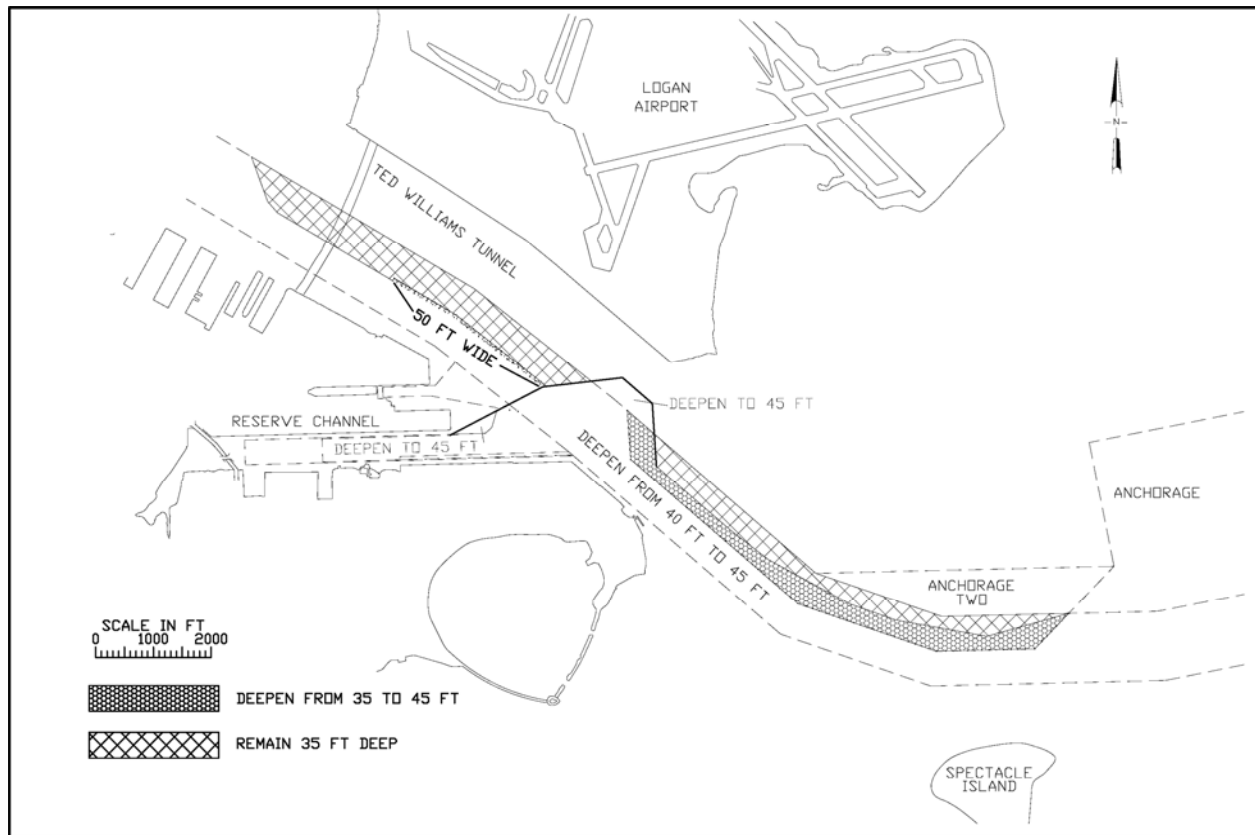 LOGAN
AIRPORT
N
TED WILLIAMS TUNNEL
50 FT WIDE
DEEPEN TO 45 FT
RESERVE CHANNEL
DEEPEN TO 45 FT
DEEPEN FROM 40 FT TO 45 FT
ANCHORAGE
ANCHORAGE
TWO
SCALE IN FT
0 1000 2000
DEEPEN FROM 35 TO 45 FT
REMAIN 35 FT DEEP
SPECTACLE
ISLAND